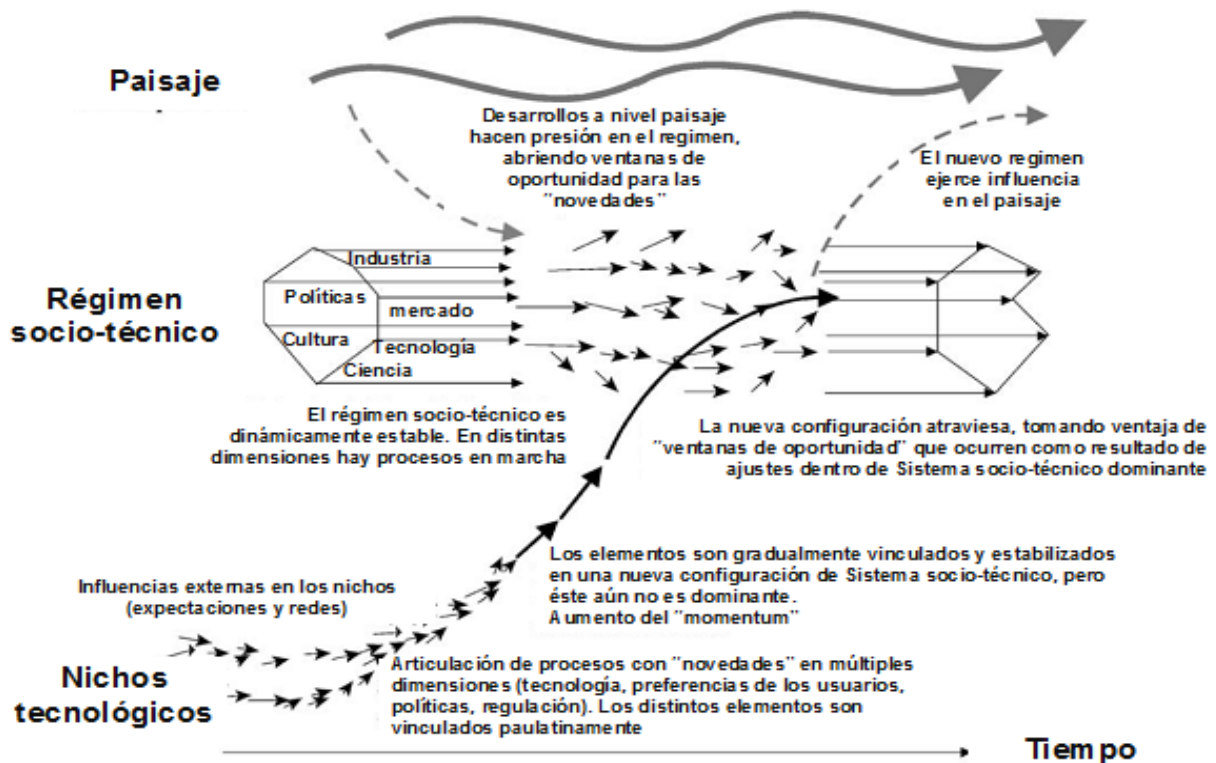 Paisaje
Desarrollos a nivel paisaje
hacen presión en el regimen,
abriendo ventanas de
oportunidad para las
"novedades"
El nuevo regimen
ejerce influencia
en el paisaje
Régimen
socio-técnico
Industria
Políticas
mercado
Cultura
Tecnología
Ciencia
El régimen socio-técnico es
dinámicamente estable. En distintas
dimensiones hay procesos en marcha
La nueva configuración atraviesa, tomando ventaja de
"ventanas de oportunidad" que ocurren como resultado de
ajustes dentro de Sistema socio-técnico dominante
Los elementos son gradualmente vinculados y estabilizados
en una nueva configuración de Sistema socio-técnico, pero
éste aún no es dominante.
Aumento del "momentum"
Influencias externas en los nichos
(expectaciones y redes)
Nichos
tecnológicos
Articulación de procesos con "novedades" en múltiples
dimensiones (tecnología, preferencias de los usuarios,
políticas, regulación). Los distintos elementos son
vinculados paulatinamente
Tiempo